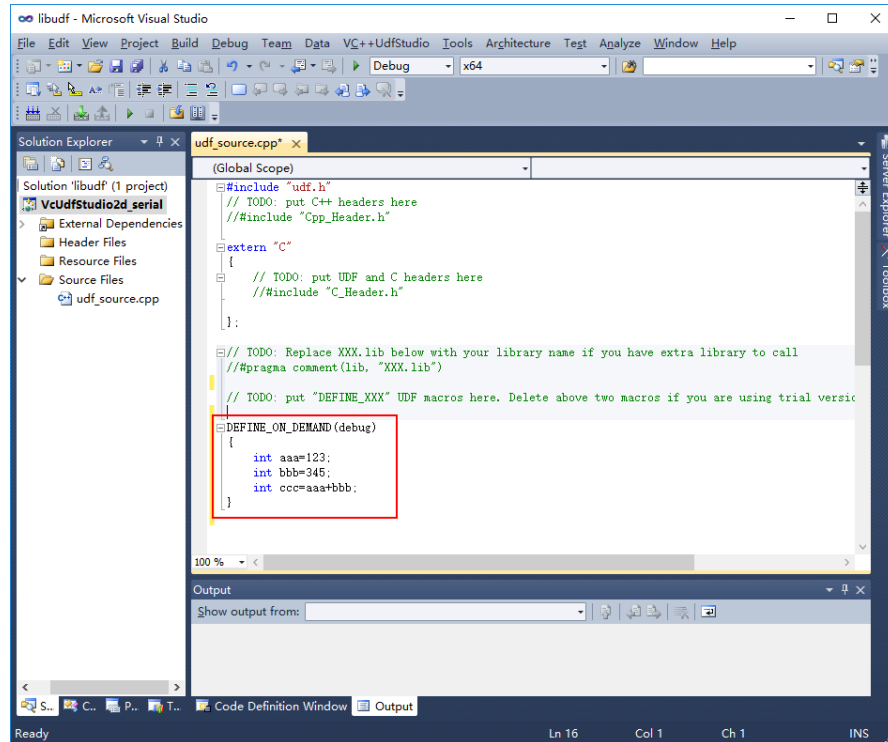 libudf - Microsoft Visual Studio
File Edit View Project Build Debug Team Data VC++UdfStudio Tools Architecture Test Analyze Window Help
Debug x64
Solution Explorer
udf_source.cpp*
(Global Scope)
Solution 'libudf' (1 project)
VcUdfStudio2d_serial
External Dependencies
Header Files
Resource Files
Source Files
udf_source.cpp
#include "udf.h"
// TODO: put C++ headers here
//#include "Cpp_Header.h"
extern "C"
{
// TODO: put UDF and C headers here
//#include "C_Header.h"
};
// TODO: Replace XXX.lib below with your library name if you have extra library to call
//#pragma comment(lib, "XXX.lib")
// TODO: put "DEFINE_XXX" UDF macros here. Delete above two macros if you are using trial versic
DEFINE_ON_DEMAND(debug)
{
int aaa=123;
int bbb=345;
int ccc=aaa+bbb;
}
100 %
Server Explorer
Toolbox
Output
Show output from:
S... C... P... T... Code Definition Window Output
Ready Ln 16 Col 1 Ch 1 INS